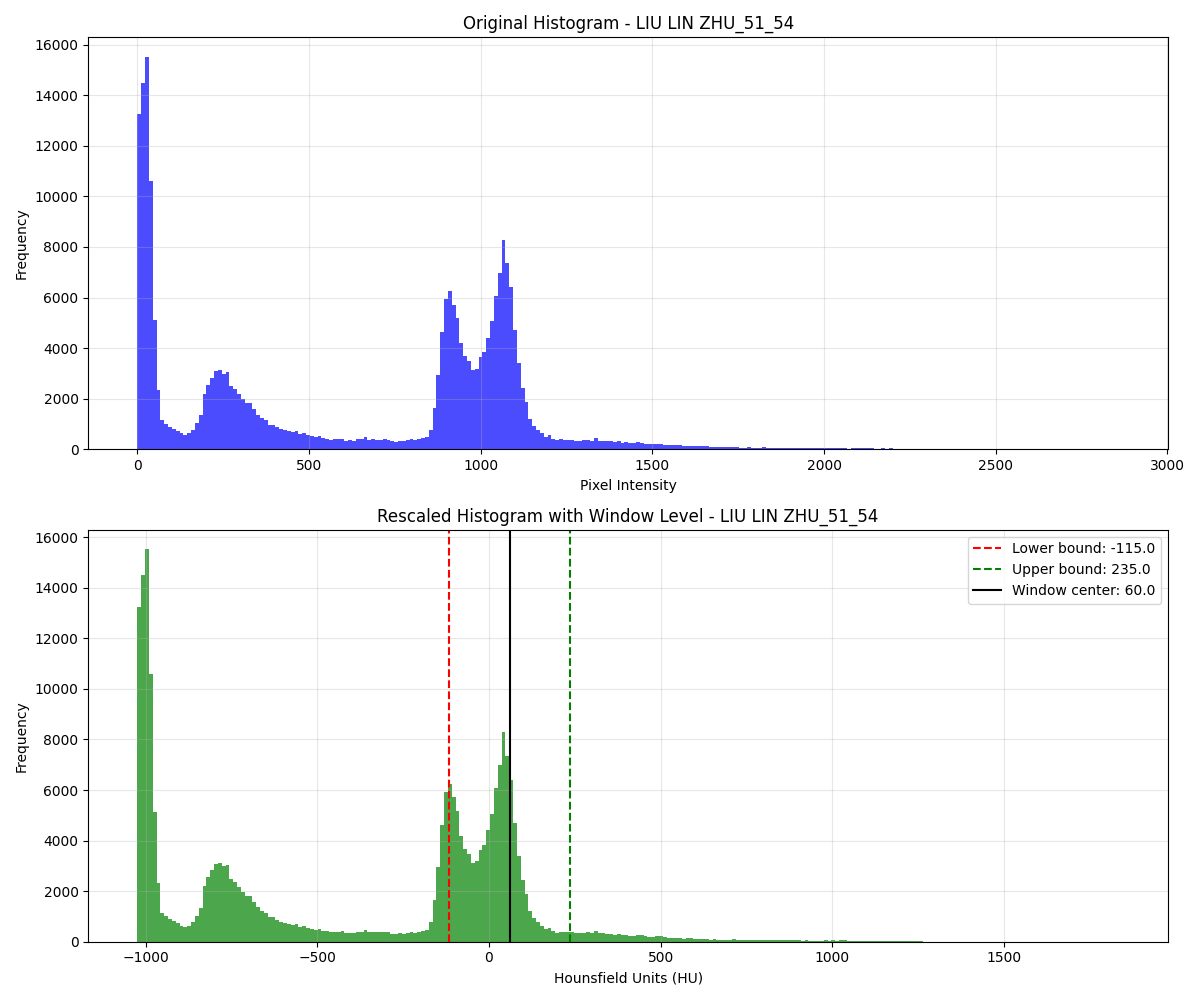 Original Histogram - LIU LIN ZHU_51_54
16000
14000
12000
10000
8000
6000
4000
2000
0
Frequency
0 500 1000 1500 2000 2500 3000
Pixel Intensity
Rescaled Histogram with Window Level - LIU LIN ZHU_51_54
Lower bound: -115.0
Upper bound: 235.0
Window center: 60.0
16000
14000
12000
10000
8000
6000
4000
2000
0
Frequency
−1000 −500 0 500 1000 1500
Hounsfield Units (HU)